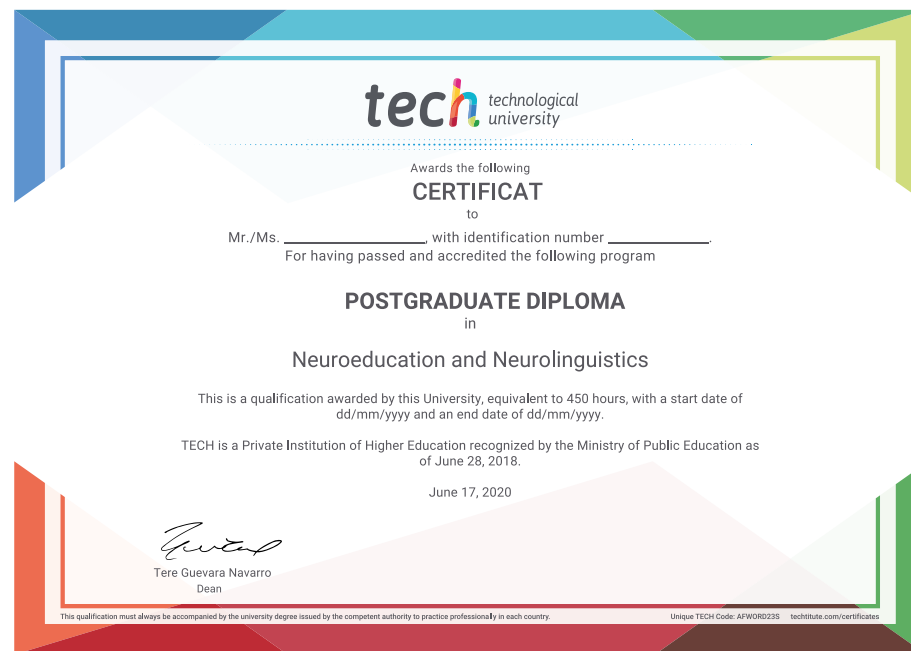 tech technological
university
Awards the following
CERTIFICAT
to
Mr./Ms. ____________________, with identification number ______________.
For having passed and accredited the following program
POSTGRADUATE DIPLOMA
in
Neuroeducation and Neurolinguistics
This is a qualification awarded by this University, equivalent to 450 hours, with a start date of
dd/mm/yyyy and an end date of dd/mm/yyyy.
TECH is a Private Institution of Higher Education recognized by the Ministry of Public Education as
of June 28, 2018.
June 17, 2020
Tere Guevara Navarro
Dean
This qualification must always be accompanied by the university degree issued by the competent authority to practice professionally in each country. Unique TECH Code: AFWORD23S techtitute.com/certificates